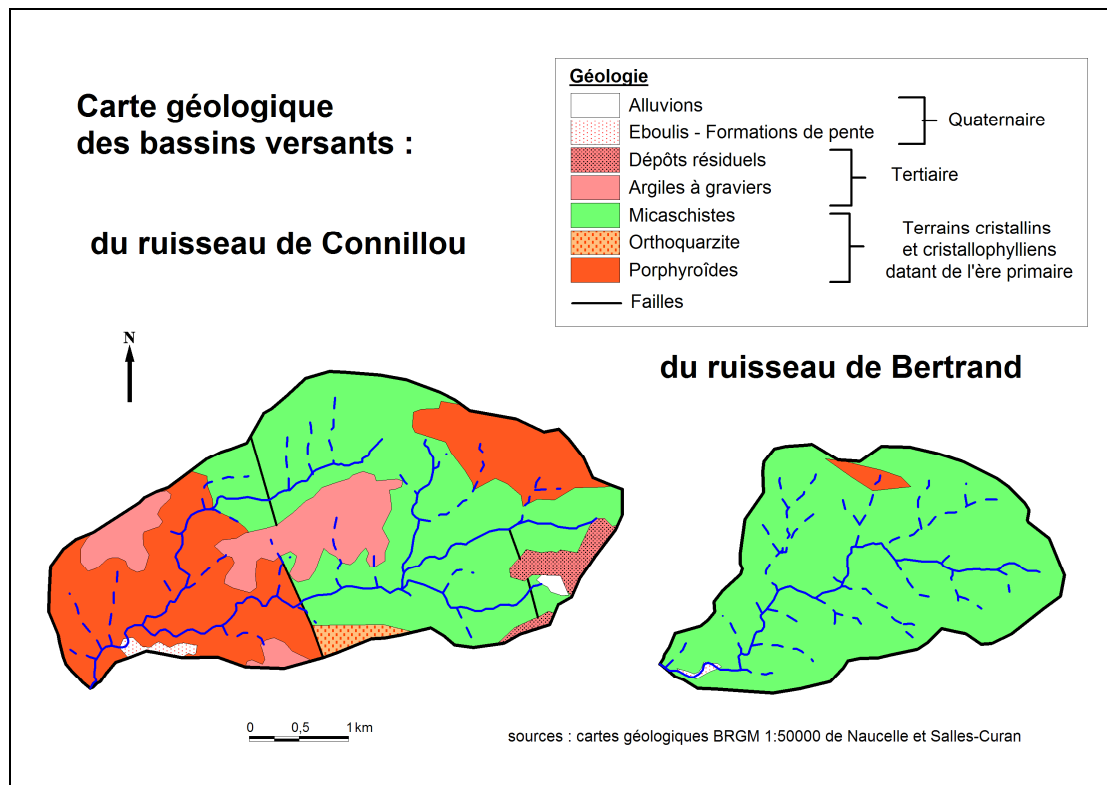 Carte géologique
des bassins versants :
du ruisseau de Connillou
Géologie
Alluvions
Eboulis - Formations de pente
Quaternaire
Dépôts résiduels
Argiles à graviers
Tertiaire
Micaschistes
Orthoquarzite
Porphyroîdes
Terrains cristallins
et cristallophylliens
datant de l'ère primaire
Failles
N
du ruisseau de Bertrand
0 0,5 1 km
sources : cartes géologiques BRGM 1:50000 de Naucelle et Salles-Curan